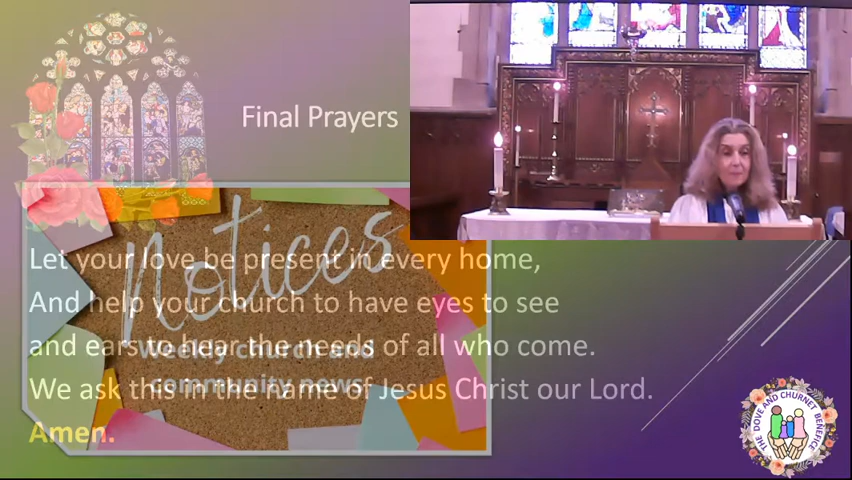 Final Prayers
Notices
Let your love be present in every home,
And help your church to have eyes to see
and ears to hear the needs of all who come.
Weekly church and
community news
We ask this in the name of Jesus Christ our Lord.
Amen.
THE DOVE AND CHURNET BENEFICE